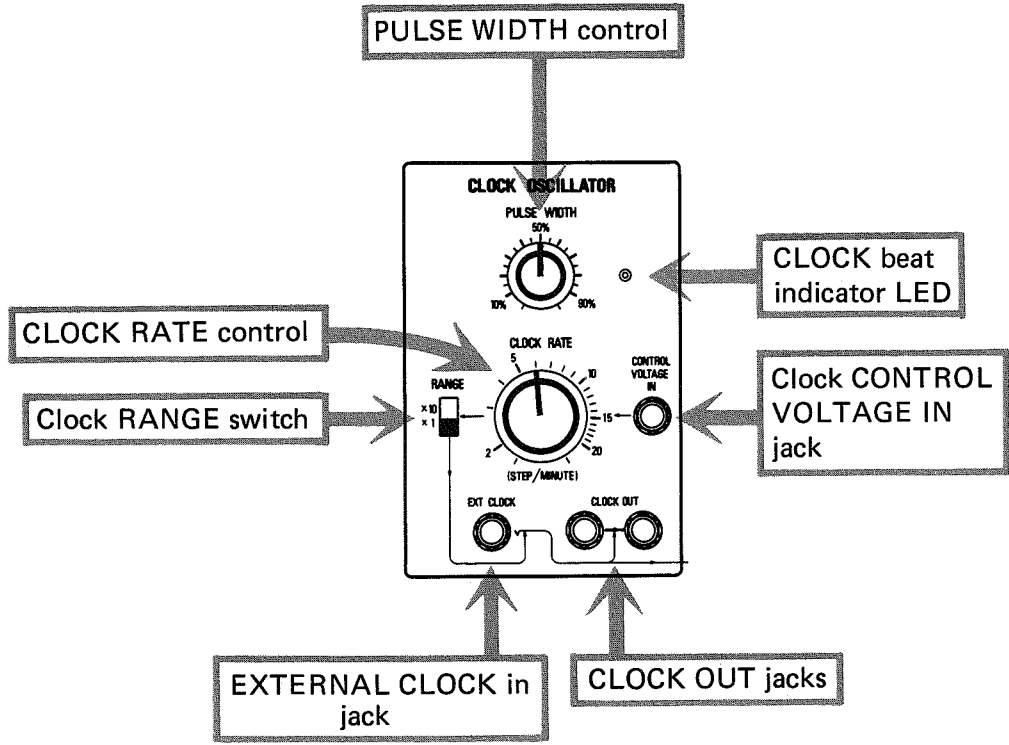 PULSE WIDTH control
CLOCK OSCILLATOR
PULSE WIDTH
50%
10%
90%
CLOCK beat
indicator LED
CLOCK RATE control
CLOCK RATE
5
10
15
20
2
(STEP/MINUTE)
RANGE
× 10
× 1
Clock RANGE switch
CONTROL
VOLTAGE
IN
Clock CONTROL
VOLTAGE IN
jack
EXT CLOCK
CLOCK OUT
EXTERNAL CLOCK in
jack
CLOCK OUT jacks